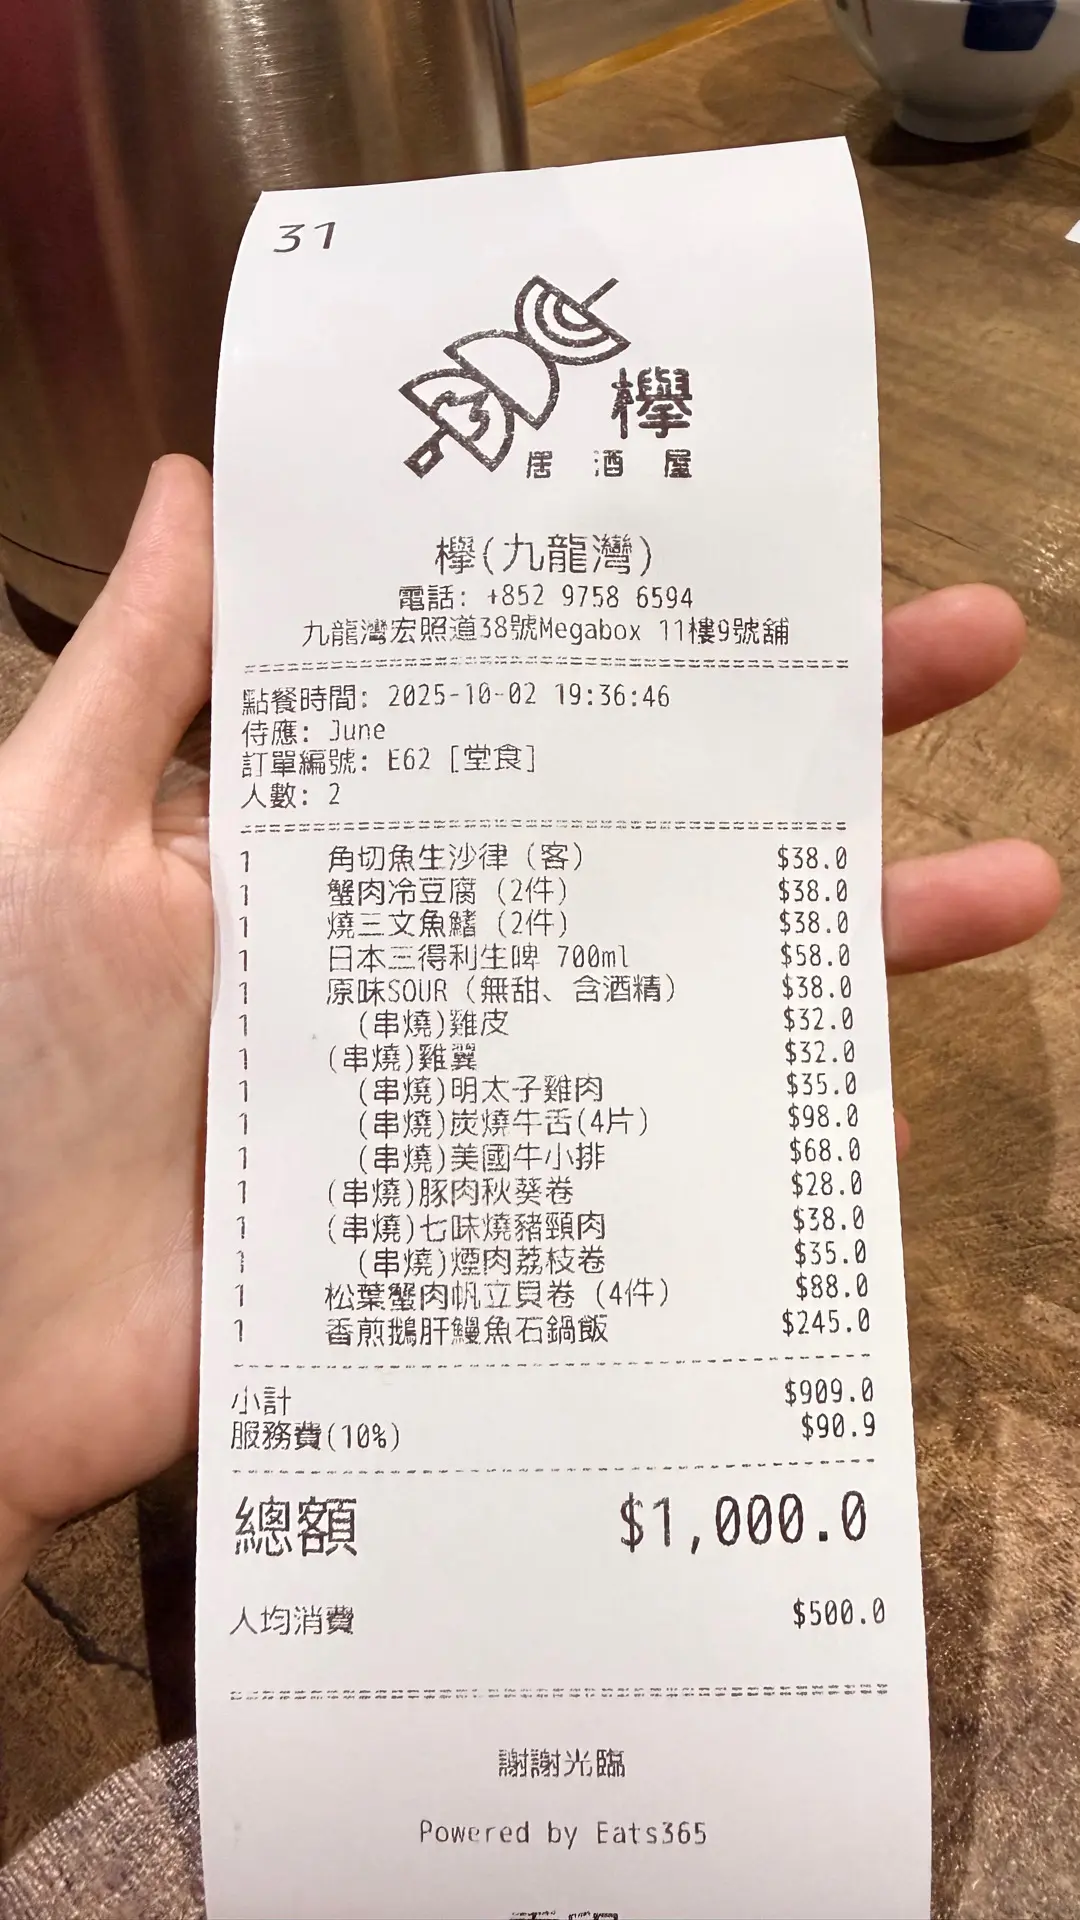 31
欅
居酒屋
欅(九龍灣)
電話: +852 9758 6594
九龍灣宏照道38號Megabox 11樓9號舖
點餐時間: 2025-10-02 19:36:46
侍應: June
訂單編號: E62 [堂食]
人數: 2
1 角切魚生沙律（客） $38.0
1 蟹肉冷豆腐（2件） $38.0
1 燒三文魚鰭（2件） $38.0
1 日本三得利生啤 700ml $58.0
1 原味SOUR（無甜、含酒精） $38.0
1 (串燒)雞皮 $32.0
1 (串燒)雞翼 $32.0
1 (串燒)明太子雞肉 $35.0
1 (串燒)炭燒牛舌(4片) $98.0
1 (串燒)美國牛小排 $68.0
1 (串燒)豚肉秋葵卷 $28.0
1 (串燒)七味燒豬頸肉 $38.0
1 (串燒)煙肉荔枝卷 $35.0
1 松葉蟹肉帆立貝卷（4件） $88.0
1 香煎鵝肝鰻魚石鍋飯 $245.0
小計 $909.0
服務費(10%) $90.9
總額 $1,000.0
人均消費 $500.0
謝謝光臨
Powered by Eats365